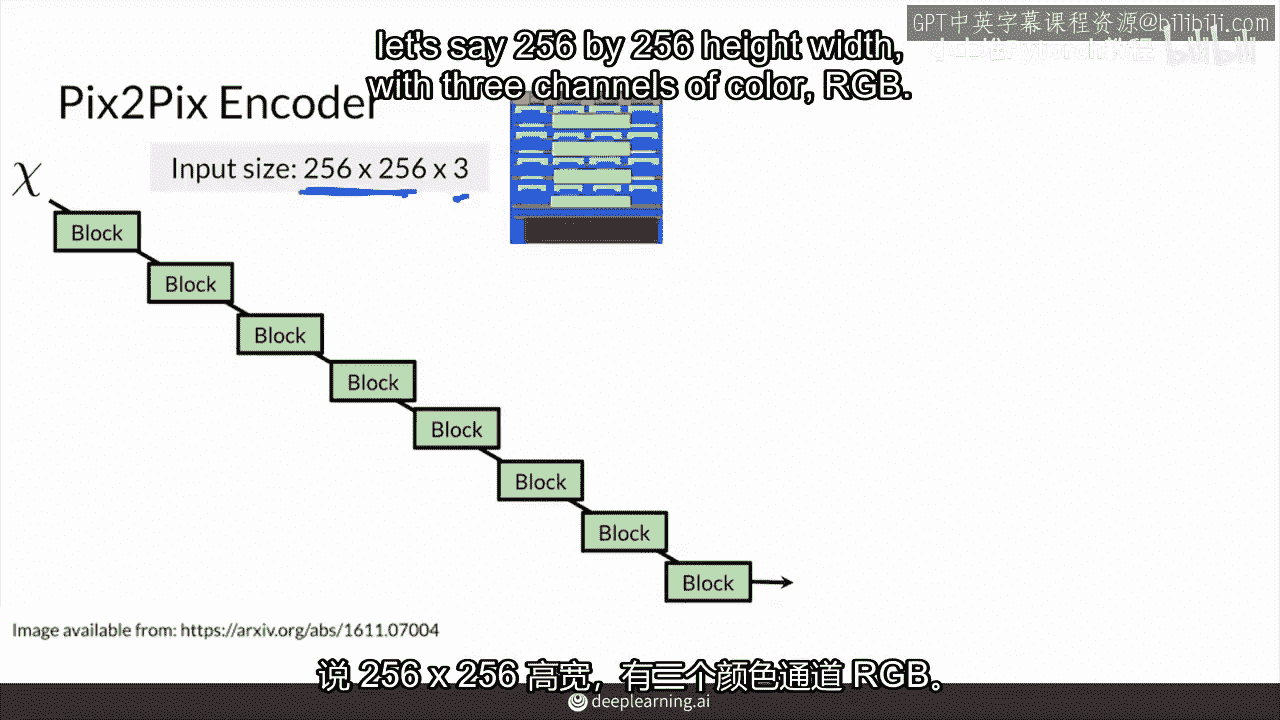 GPT中英字幕课程资源@bilibili.com
let's say 256 by 256 height width,
with three channels of color, RGB.
Pix2Pix Encoder
χ
Input size: 256 x 256 x 3
Block
Block
Block
Block
Block
Block
Block
Block
Image available from: https://arxiv.org/abs/1611.07004
说 256 x 256 高宽，有三个颜色通道 RGB。
deeplearning.ai